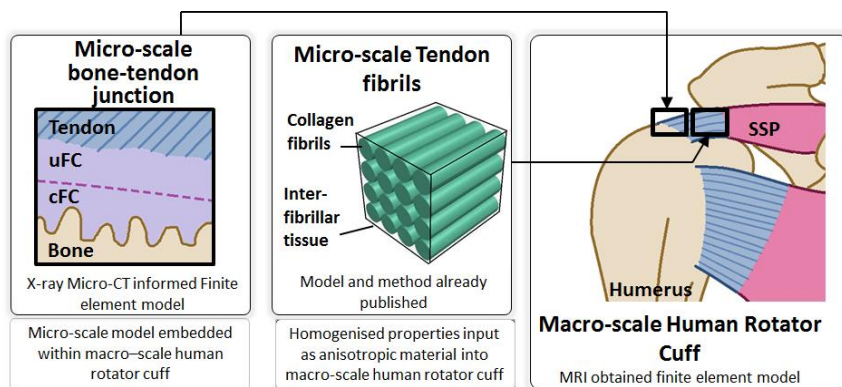 Micro-scale
bone-tendon
junction
Tendon
uFC
cFC
Bone
X-ray Micro-CT informed Finite
element model
Micro-scale model embedded
within macro–scale human
rotator cuff
Micro-scale Tendon
fibrils
Collagen
fibrils
Inter-
fibrillar
tissue
Model and method already
published
Homogenised properties input
as anisotropic material into
macro-scale human rotator cuff
SSP
Humerus
Macro-scale Human Rotator
Cuff
MRI obtained finite element model